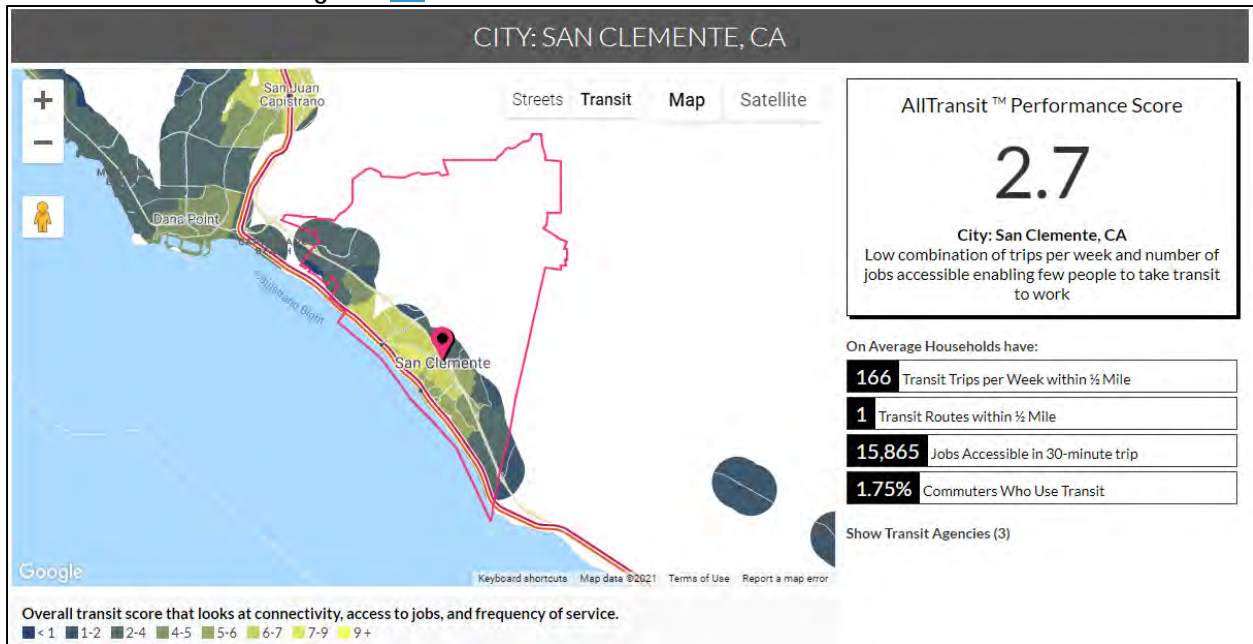 CITY: SAN CLEMENTE, CA
+
−
Streets Transit Map Satellite
San Juan
Capistrano
Dana Point
Capistrano Bight
San Clemente
Google
Keyboard shortcuts Map data ©2021 Terms of Use Report a map error
Overall transit score that looks at connectivity, access to jobs, and frequency of service.
< 1 1-2 2-4 4-5 5-6 6-7 7-9 9 +
AllTransit ™ Performance Score
2.7
City: San Clemente, CA
Low combination of trips per week and number of
jobs accessible enabling few people to take transit
to work
On Average Households have:
166 Transit Trips per Week within ½ Mile
1 Transit Routes within ½ Mile
15,865 Jobs Accessible in 30-minute trip
1.75% Commuters Who Use Transit
Show Transit Agencies (3)